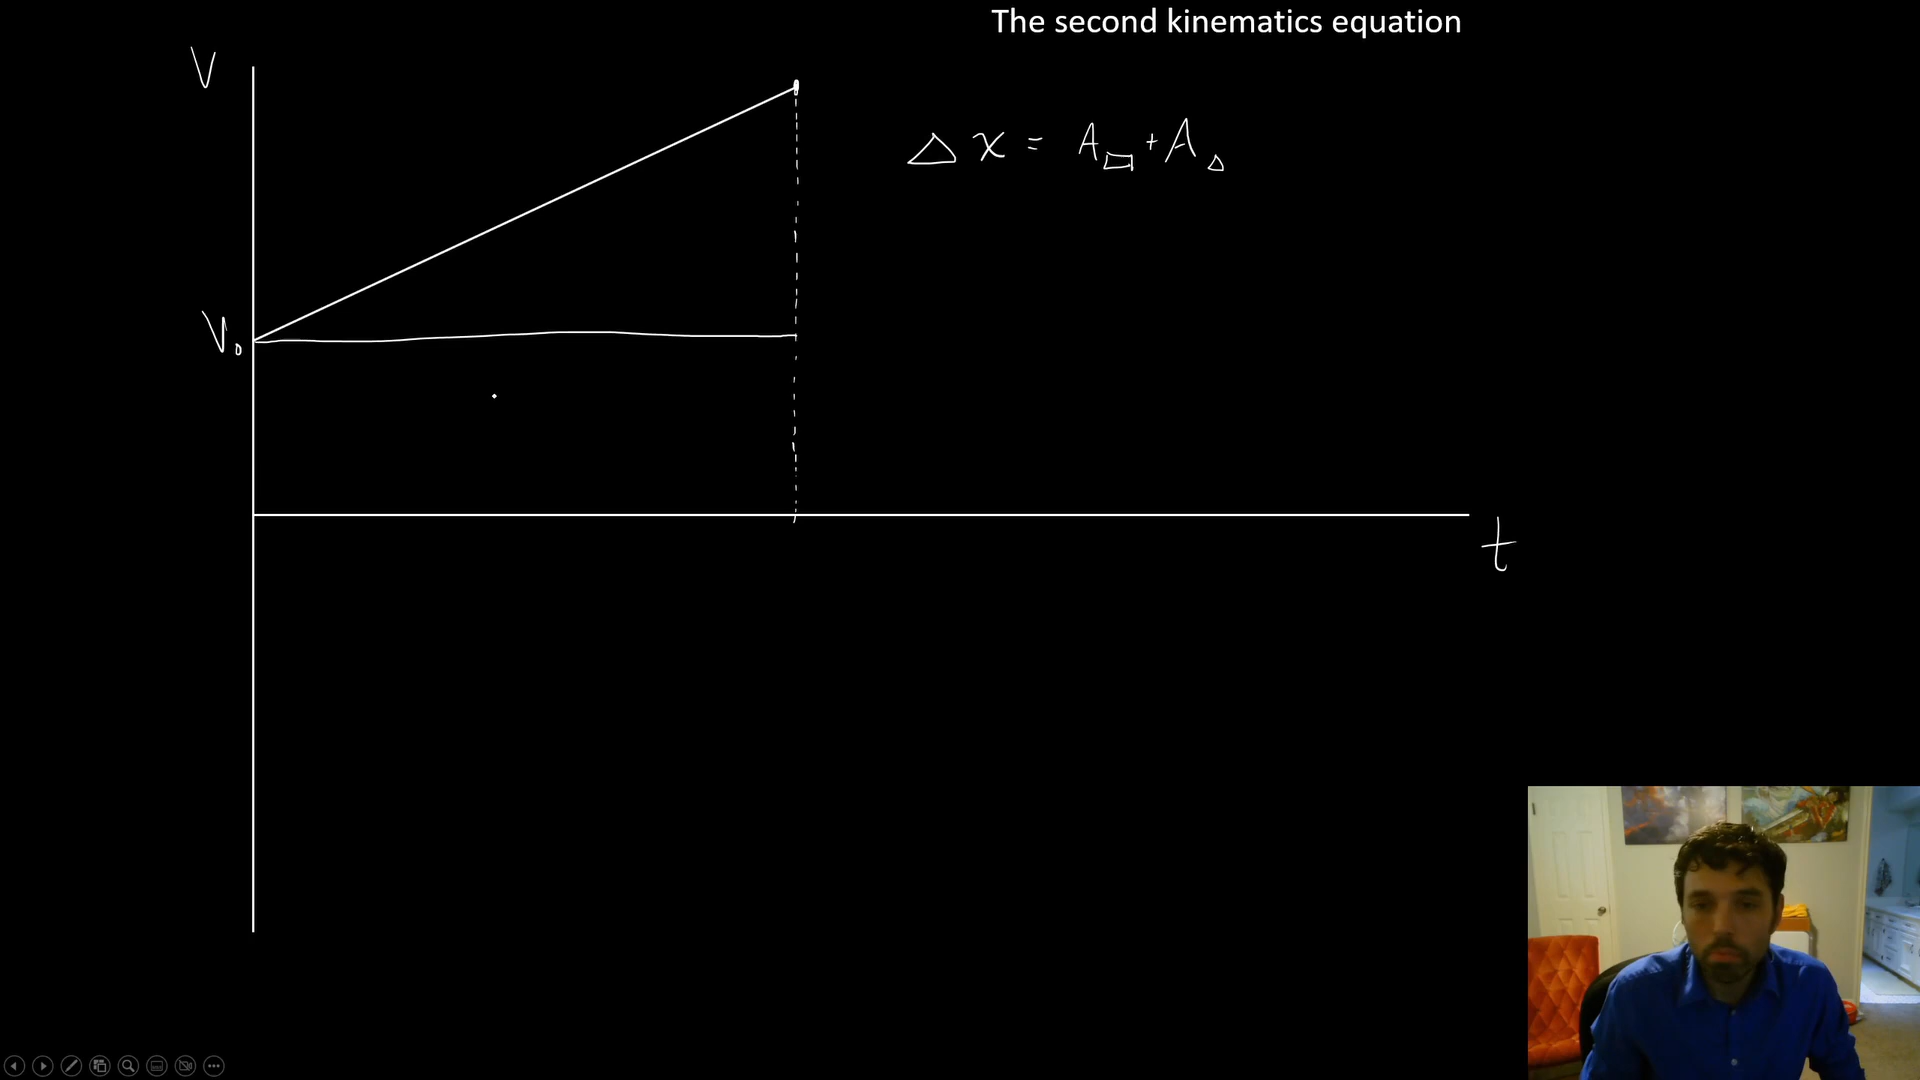 The second kinematics equation
V
Δx = A▭ + A△
V₀
t